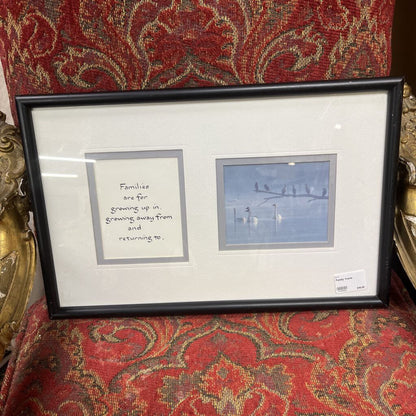 Families
are for
growing up in,
growing away from
and
returning to.